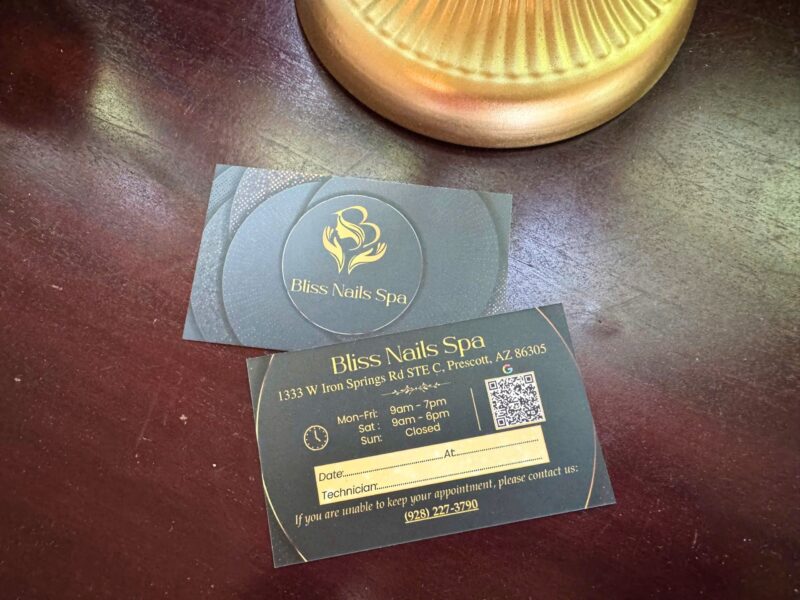 B
Bliss Nails Spa
Bliss Nails Spa
1333 W Iron Springs Rd STE C, Prescott, AZ 86305
G
Mon-Fri: 9am - 7pm
Sat : 9am - 6pm
Sun: Closed
Date:..........At:..........
Technician:..........
If you are unable to keep your appointment, please contact us:
(928) 227-3790